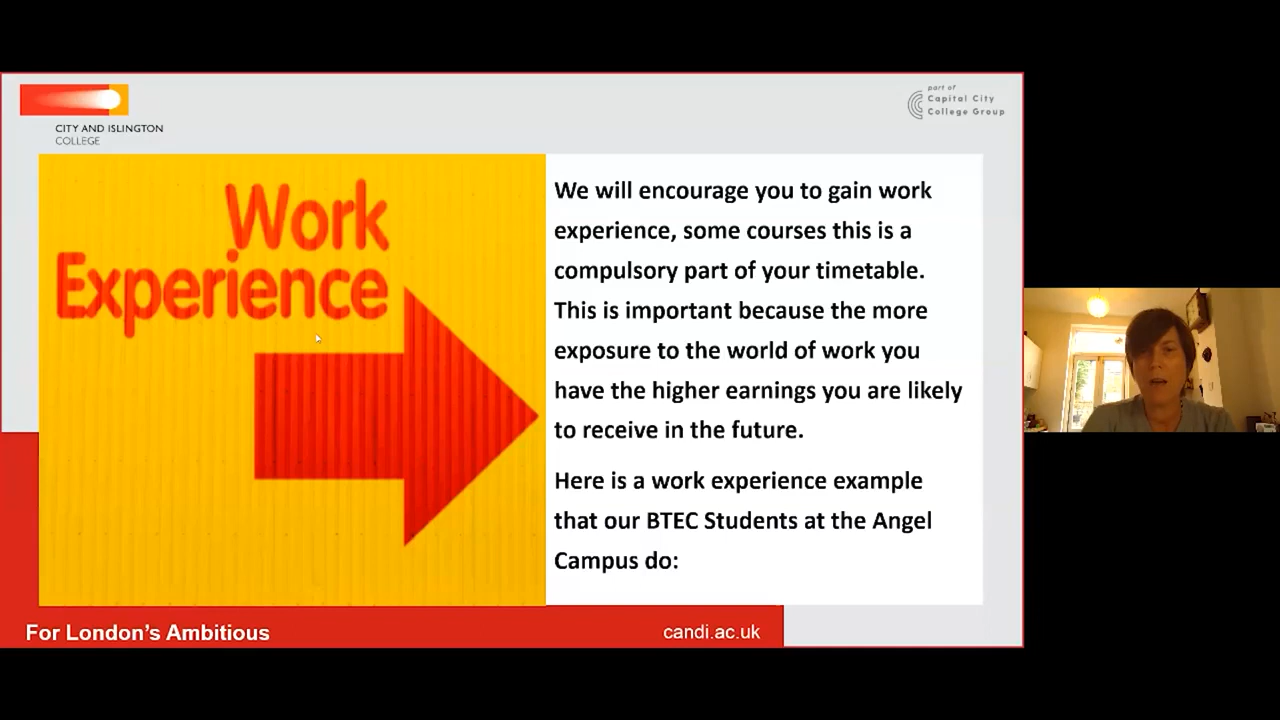 CITY AND ISLINGTON
COLLEGE
part of
Capital City
College Group
Work
Experience
We will encourage you to gain work
experience, some courses this is a
compulsory part of your timetable.
This is important because the more
exposure to the world of work you
have the higher earnings you are likely
to receive in the future.
Here is a work experience example
that our BTEC Students at the Angel
Campus do:
For London's Ambitious
candi.ac.uk